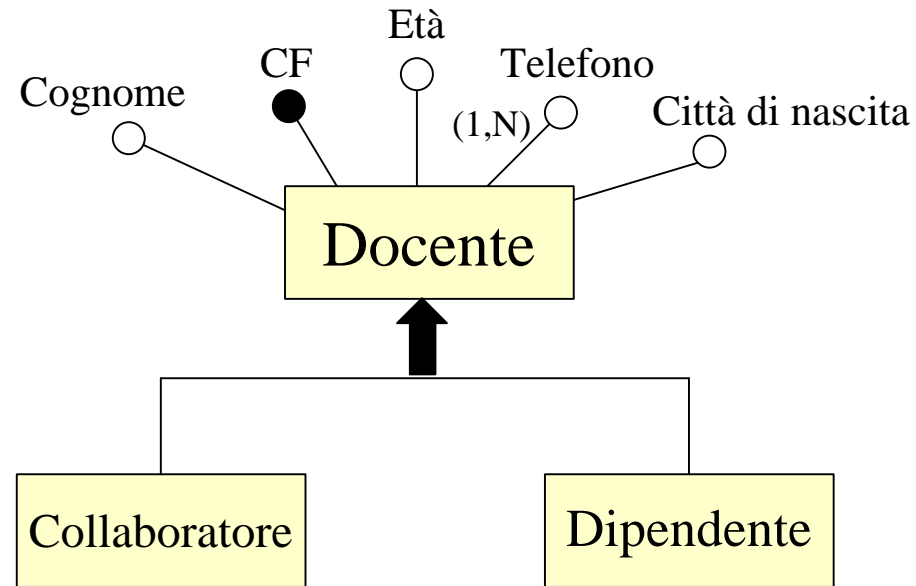 Età
CF
Telefono
Cognome
(1,N)
Città di nascita
Docente
Collaboratore
Dipendente